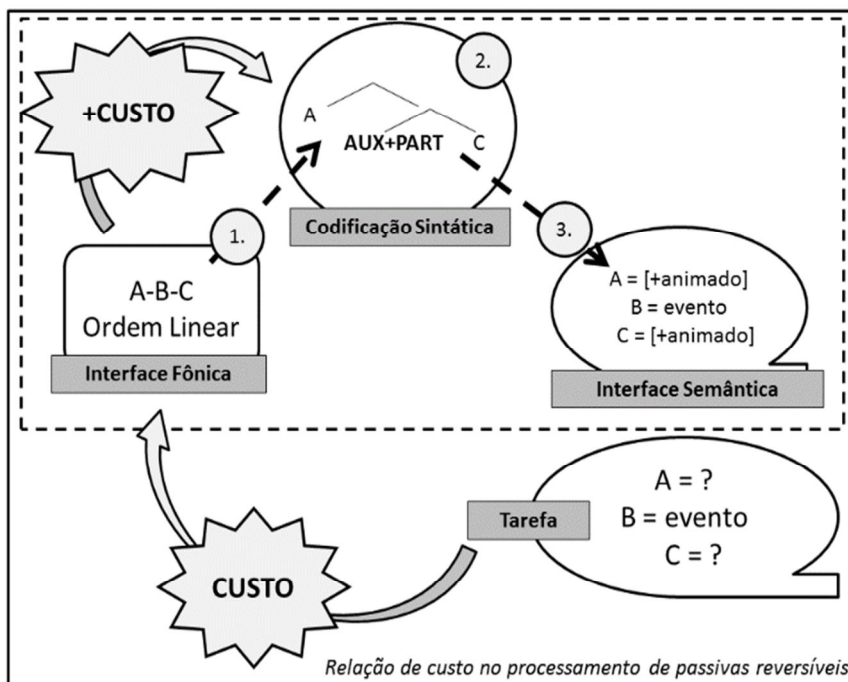 +CUSTO
2.
A
AUX+PART
C
Codificação Sintática
1.
3.
A-B-C
Ordem Linear
Interface Fônica
A = [+animado]
B = evento
C = [+animado]
Interface Semântica
A = ?
B = evento
C = ?
Tarefa
CUSTO
Relação de custo no processamento de passivas reversíveis